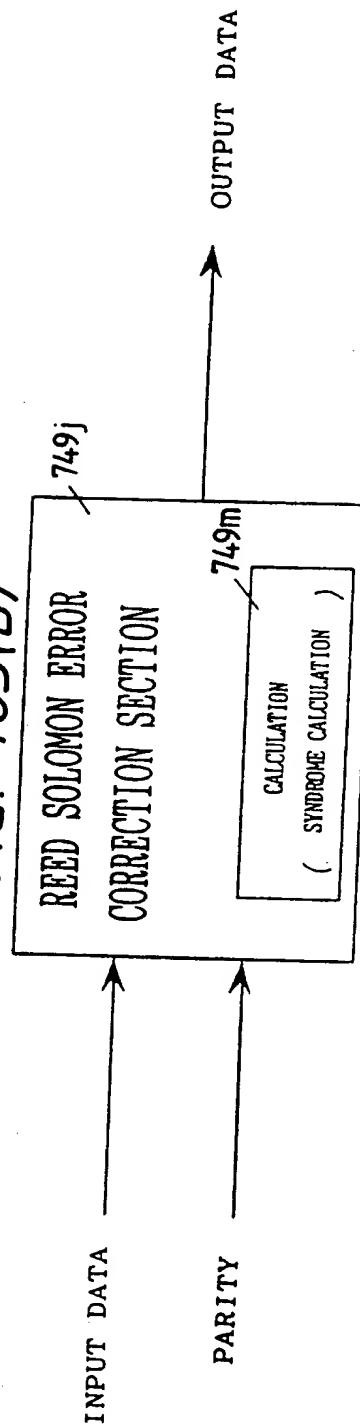 REED SOLOMON ERROR
CORRECTION SECTION
749j
INPUT DATA
OUTPUT DATA
749m
PARITY
CALCULATION
( SYNDROME CALCULATION )